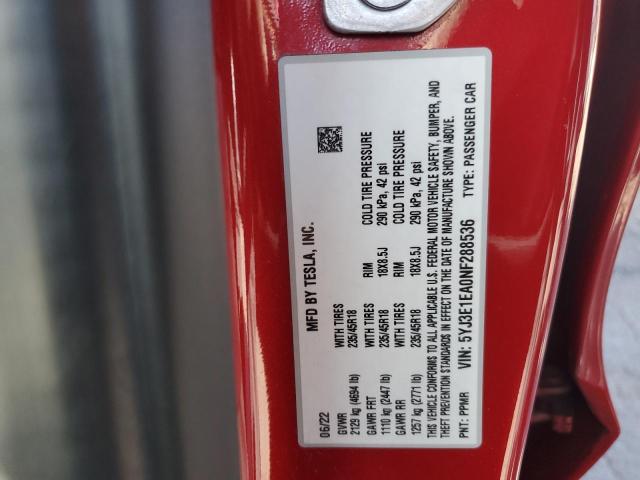 MFD BY TESLA, INC.
06/22
GVWR WITH TIRES RIM COLD TIRE PRESSURE
2129 kg (4694 lb) 235/45R18 18X8.5J 290 kPa, 42 psi
GAWR FRT WITH TIRES RIM COLD TIRE PRESSURE
1110 kg (2447 lb) 235/45R18 18X8.5J 290 kPa, 42 psi
GAWR RR WITH TIRES
1257 kg (2771 lb) 235/45R18
THIS VEHICLE CONFORMS TO ALL APPLICABLE U.S. FEDERAL MOTOR VEHICLE SAFETY, BUMPER, AND
THEFT PREVENTION STANDARDS IN EFFECT ON THE DATE OF MANUFACTURE SHOWN ABOVE.
VIN: 5YJ3E1EA0NF288536
PNT: PPMR TYPE: PASSENGER CAR